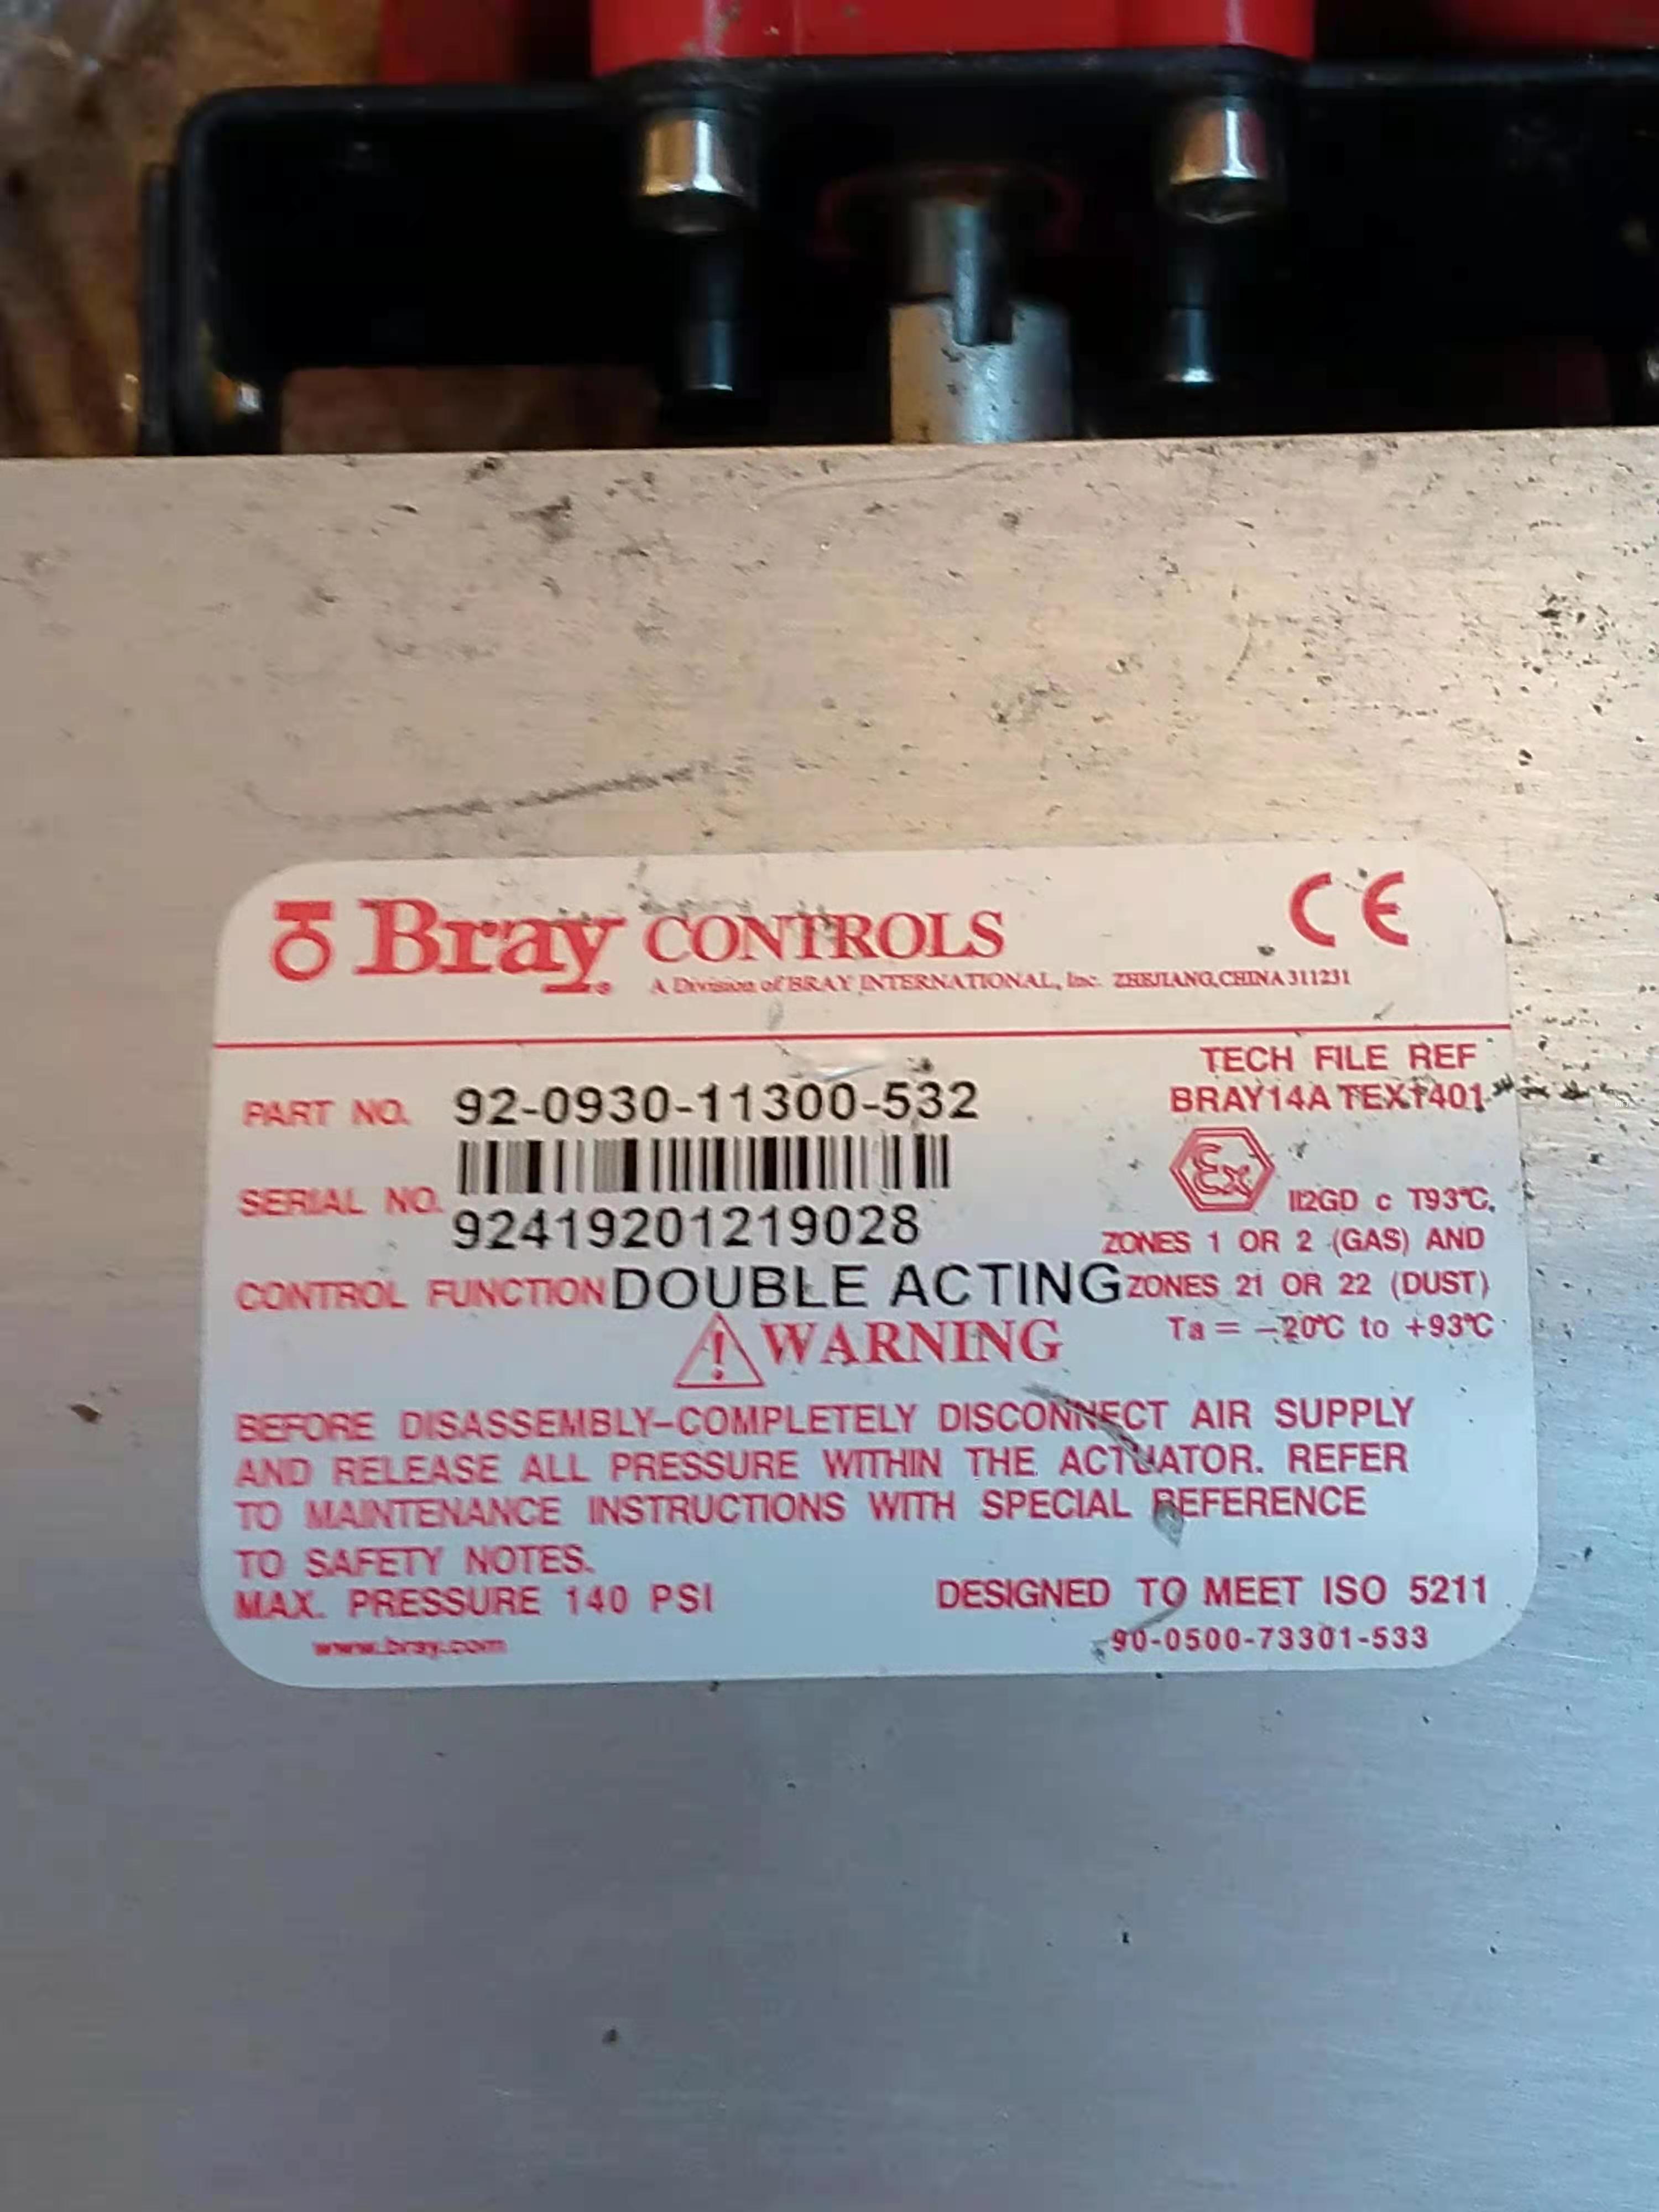 Bray CONTROLS CE
A Division of BRAY INTERNATIONAL, Inc. ZHEJIANG, CHINA 311231
TECH FILE REF
BRAY14ATEX1401
PART NO. 92-0930-11300-532
SERIAL NO.
92419201219028
Ex II2GD c T93°C,
ZONES 1 OR 2 (GAS) AND
CONTROL FUNCTION DOUBLE ACTING
ZONES 21 OR 22 (DUST)
Ta = -20°C to +93°C
WARNING
BEFORE DISASSEMBLY-COMPLETELY DISCONNECT AIR SUPPLY
AND RELEASE ALL PRESSURE WITHIN THE ACTUATOR. REFER
TO MAINTENANCE INSTRUCTIONS WITH SPECIAL REFERENCE
TO SAFETY NOTES.
MAX. PRESSURE 140 PSI
DESIGNED TO MEET ISO 5211
www.bray.com
90-0500-73301-533